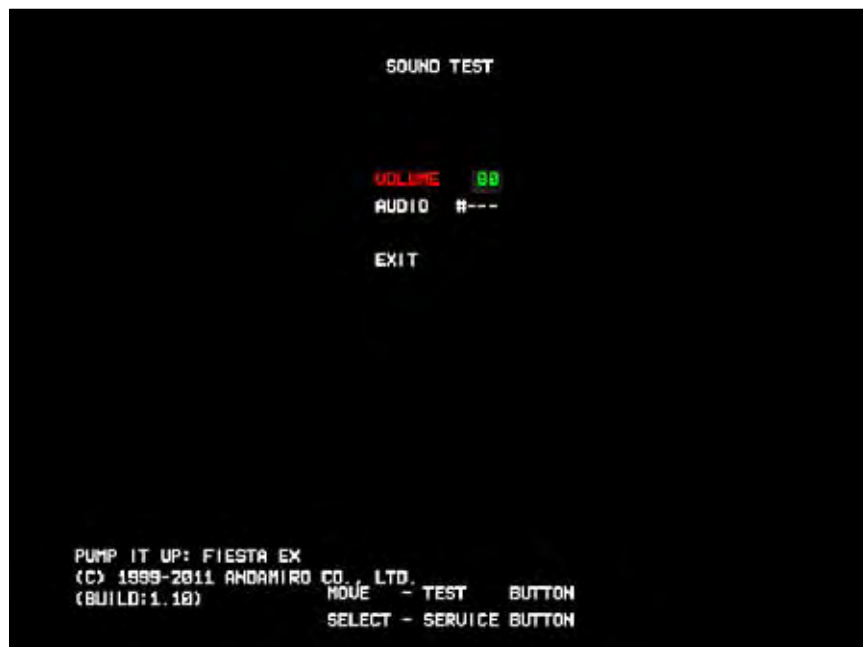 SOUND TEST
VOLUME 80
AUDIO #---
EXIT
PUMP IT UP: FIESTA EX
(C) 1999-2011 ANDAMIRO CO., LTD.
(BUILD:1.10)
MOVE - TEST BUTTON
SELECT - SERVICE BUTTON